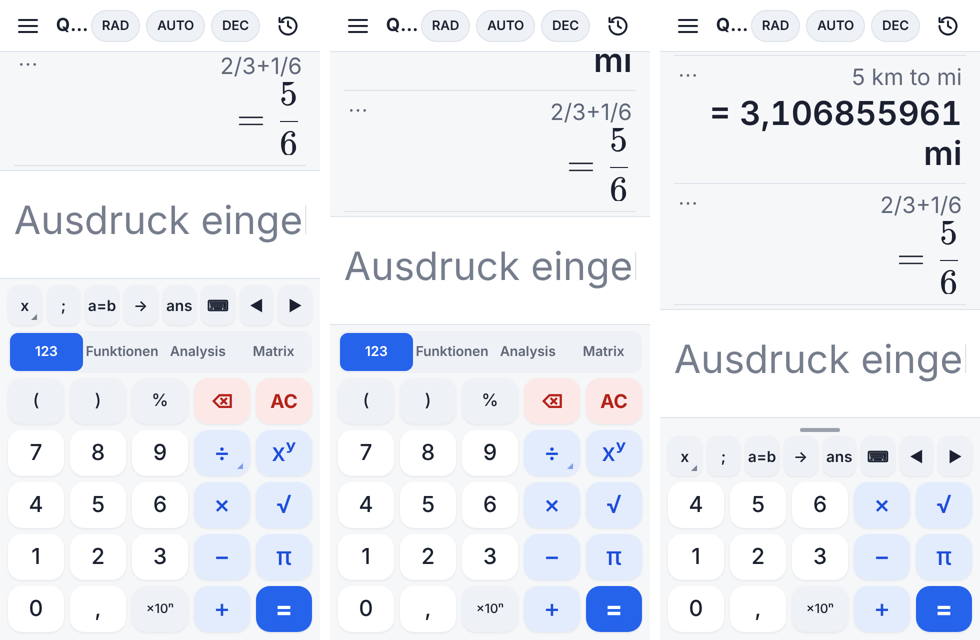 Q... RAD AUTO DEC
2/3+1/6
= 5/6
Ausdruck einge
x ; a=b → ans ⌨ ◀ ▶
123 Funktionen Analysis Matrix
( ) % ⌫ AC
7 8 9 ÷ xʸ
4 5 6 × √
1 2 3 − π
0 , ×10ⁿ + =
Q... RAD AUTO DEC
mi
2/3+1/6
= 5/6
Ausdruck einge
123 Funktionen Analysis Matrix
( ) % ⌫ AC
7 8 9 ÷ xʸ
4 5 6 × √
1 2 3 − π
0 , ×10ⁿ + =
Q... RAD AUTO DEC
5 km to mi
= 3,106855961
mi
2/3+1/6
= 5/6
Ausdruck einge
x ; a=b → ans ⌨ ◀ ▶
4 5 6 × √
1 2 3 − π
0 , ×10ⁿ + =